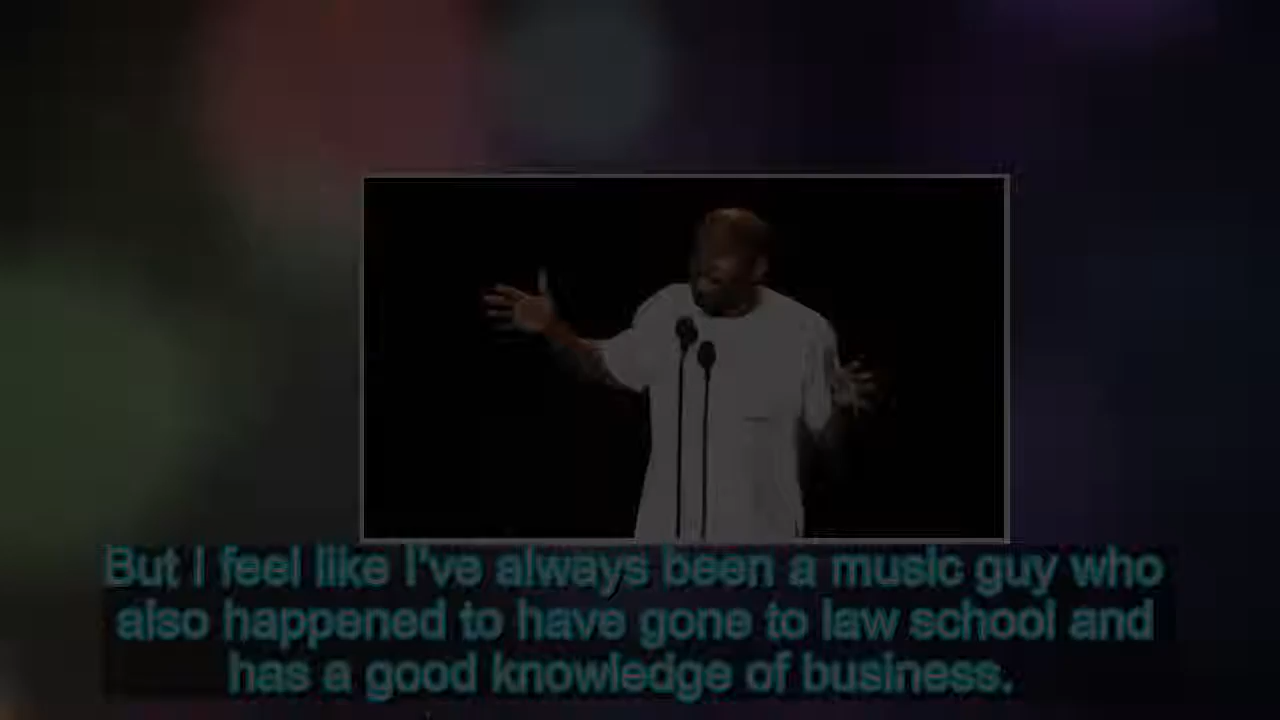 But I feel like I've always been a music guy who
also happened to have gone to law school and
has a good knowledge of business.